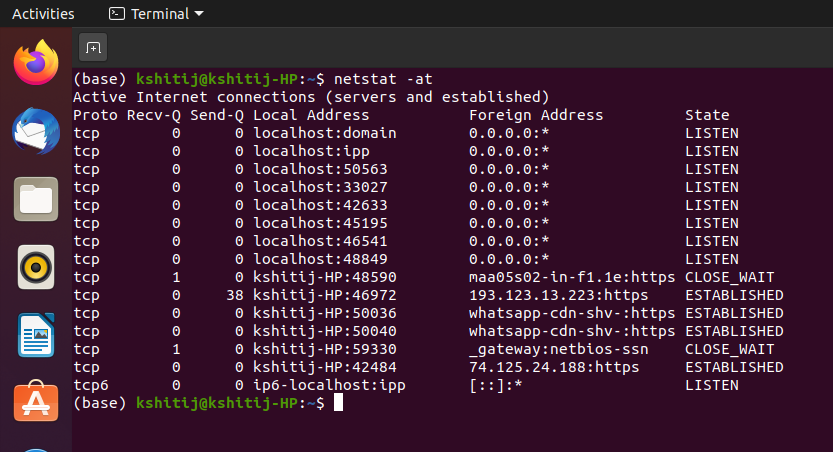 Activities Terminal
(base) kshitij@kshitij-HP:~$ netstat -at
Active Internet connections (servers and established)
Proto Recv-Q Send-Q Local Address           Foreign Address         State
tcp        0      0 localhost:domain        0.0.0.0:*               LISTEN
tcp        0      0 localhost:ipp           0.0.0.0:*               LISTEN
tcp        0      0 localhost:50563         0.0.0.0:*               LISTEN
tcp        0      0 localhost:33027         0.0.0.0:*               LISTEN
tcp        0      0 localhost:42633         0.0.0.0:*               LISTEN
tcp        0      0 localhost:45195         0.0.0.0:*               LISTEN
tcp        0      0 localhost:46541         0.0.0.0:*               LISTEN
tcp        0      0 localhost:48849         0.0.0.0:*               LISTEN
tcp        1      0 kshitij-HP:48590        maa05s02-in-f1.1e:https CLOSE_WAIT
tcp        0     38 kshitij-HP:46972        193.123.13.223:https    ESTABLISHED
tcp        0      0 kshitij-HP:50036        whatsapp-cdn-shv-:https ESTABLISHED
tcp        0      0 kshitij-HP:50040        whatsapp-cdn-shv-:https ESTABLISHED
tcp        1      0 kshitij-HP:59330        _gateway:netbios-ssn    CLOSE_WAIT
tcp        0      0 kshitij-HP:42484        74.125.24.188:https     ESTABLISHED
tcp6       0      0 ip6-localhost:ipp       [::]:*                  LISTEN
(base) kshitij@kshitij-HP:~$